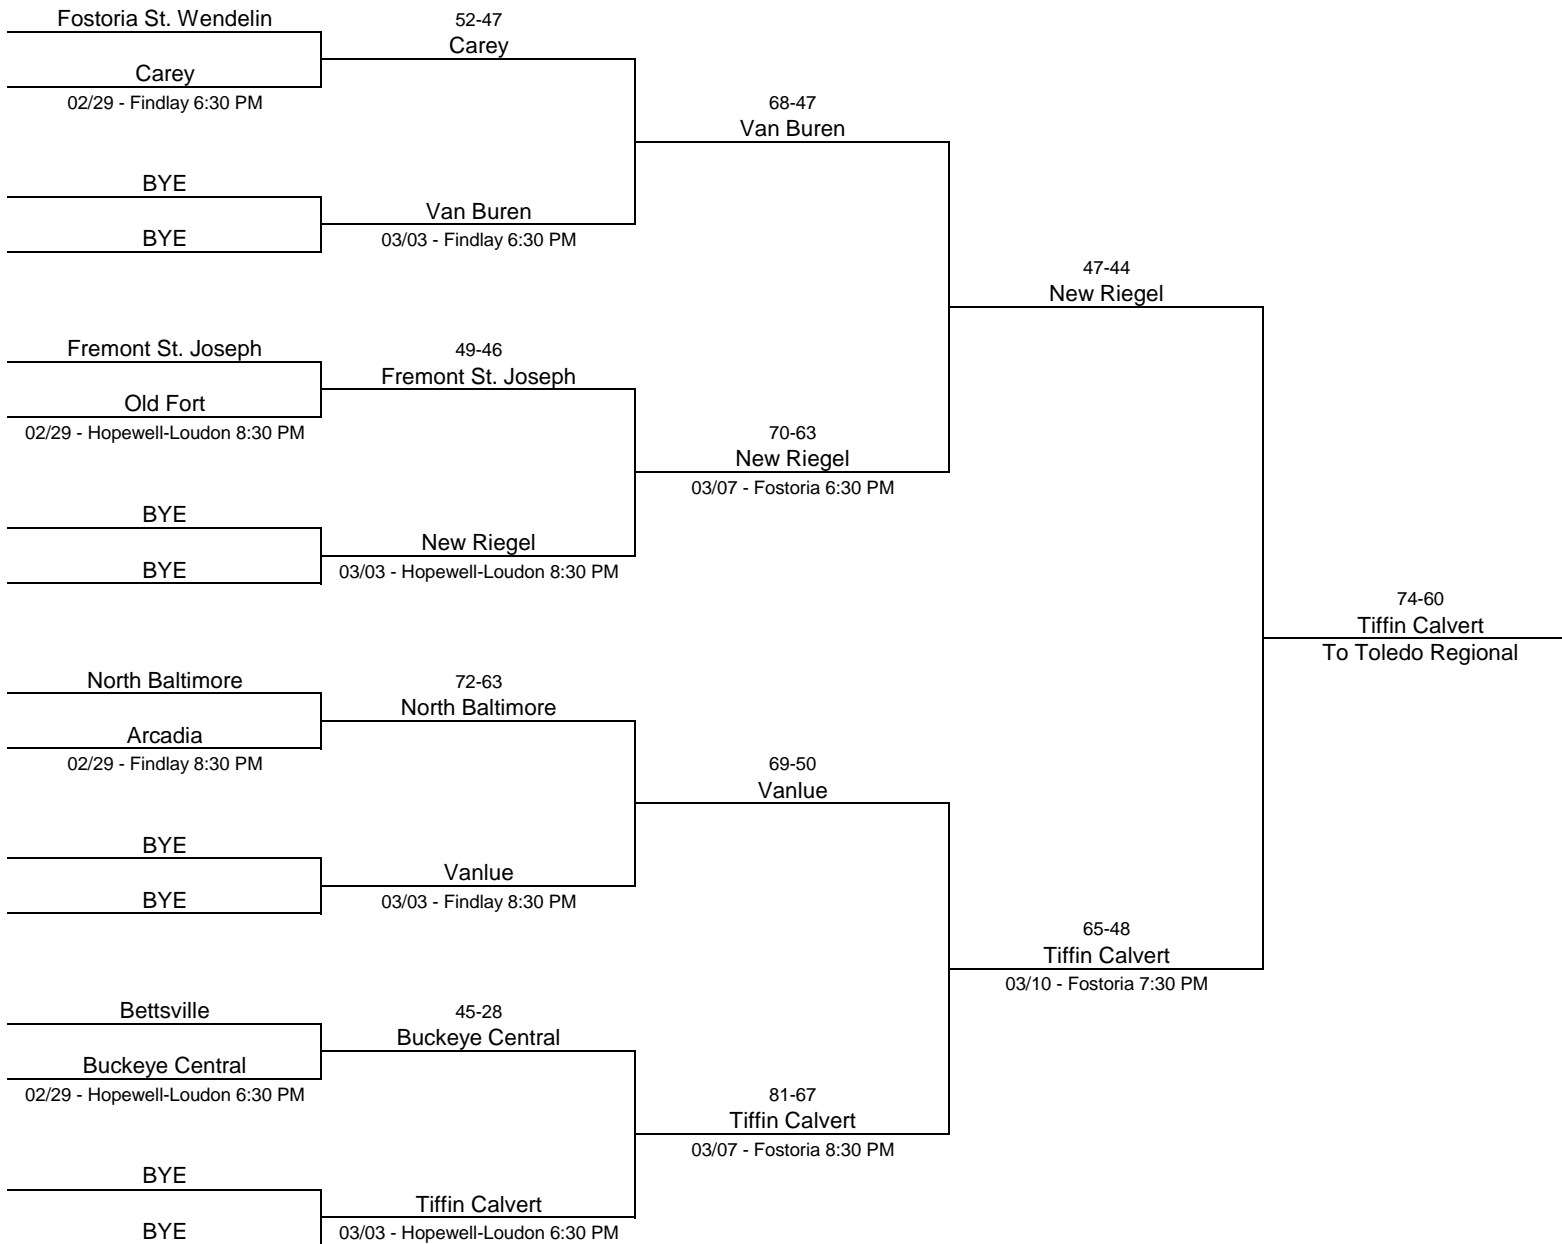 Fostoria St. Wendelin
Carey
02/29 - Findlay 6:30 PM
BYE
BYE
Fremont St. Joseph
Old Fort
02/29 - Hopewell-Loudon 8:30 PM
BYE
BYE
North Baltimore
Arcadia
02/29 - Findlay 8:30 PM
BYE
BYE
Bettsville
Buckeye Central
02/29 - Hopewell-Loudon 6:30 PM
BYE
BYE
52-47
Carey
Van Buren
03/03 - Findlay 6:30 PM
49-46
Fremont St. Joseph
New Riegel
03/03 - Hopewell-Loudon 8:30 PM
72-63
North Baltimore
Vanlue
03/03 - Findlay 8:30 PM
45-28
Buckeye Central
Tiffin Calvert
03/03 - Hopewell-Loudon 6:30 PM
68-47
Van Buren
70-63
New Riegel
03/07 - Fostoria 6:30 PM
69-50
Vanlue
81-67
Tiffin Calvert
03/07 - Fostoria 8:30 PM
47-44
New Riegel
65-48
Tiffin Calvert
03/10 - Fostoria 7:30 PM
74-60
Tiffin Calvert
To Toledo Regional